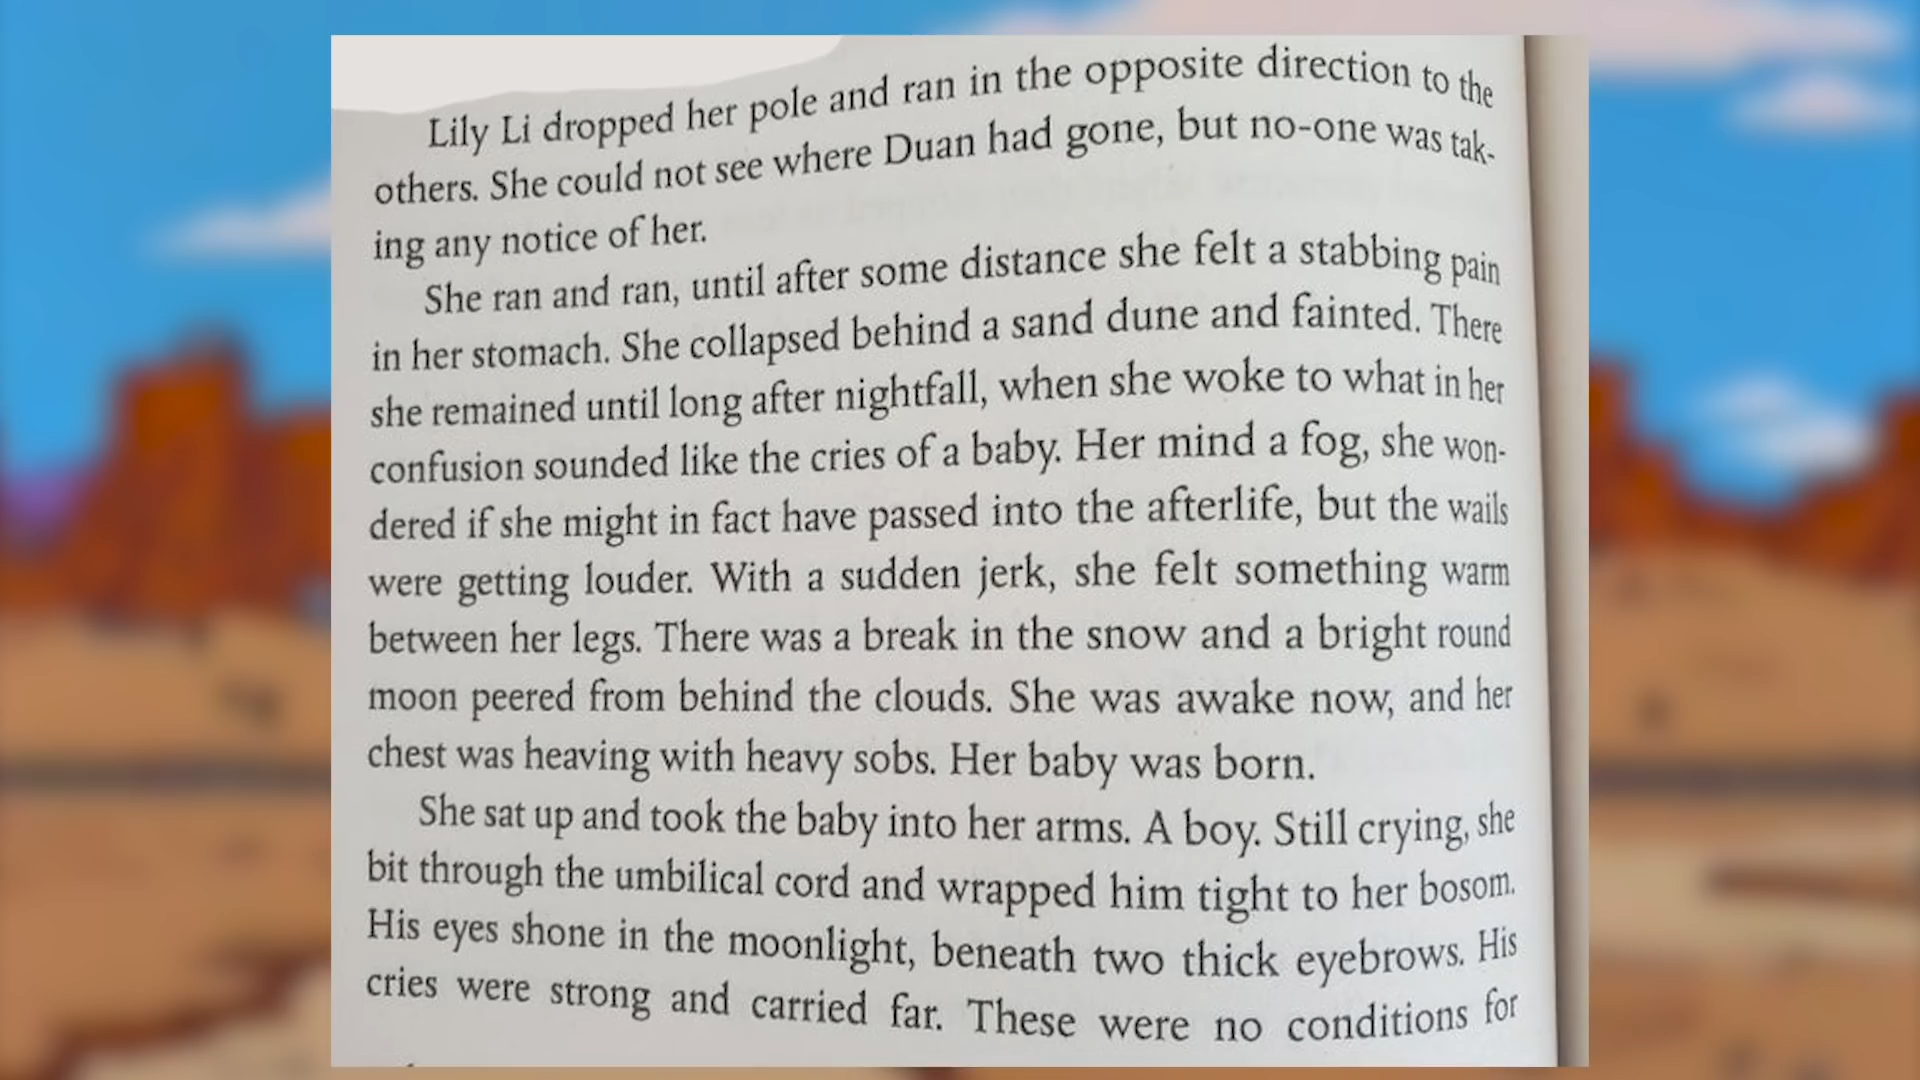 Lily Li dropped her pole and ran in the opposite direction to the
others. She could not see where Duan had gone, but no-one was tak-
ing any notice of her.
She ran and ran, until after some distance she felt a stabbing pain
in her stomach. She collapsed behind a sand dune and fainted. There
she remained until long after nightfall, when she woke to what in her
confusion sounded like the cries of a baby. Her mind a fog, she won-
dered if she might in fact have passed into the afterlife, but the wails
were getting louder. With a sudden jerk, she felt something warm
between her legs. There was a break in the snow and a bright round
moon peered from behind the clouds. She was awake now, and her
chest was heaving with heavy sobs. Her baby was born.
She sat up and took the baby into her arms. A boy. Still crying, she
bit through the umbilical cord and wrapped him tight to her bosom.
His eyes shone in the moonlight, beneath two thick eyebrows. His
cries were strong and carried far. These were no conditions for